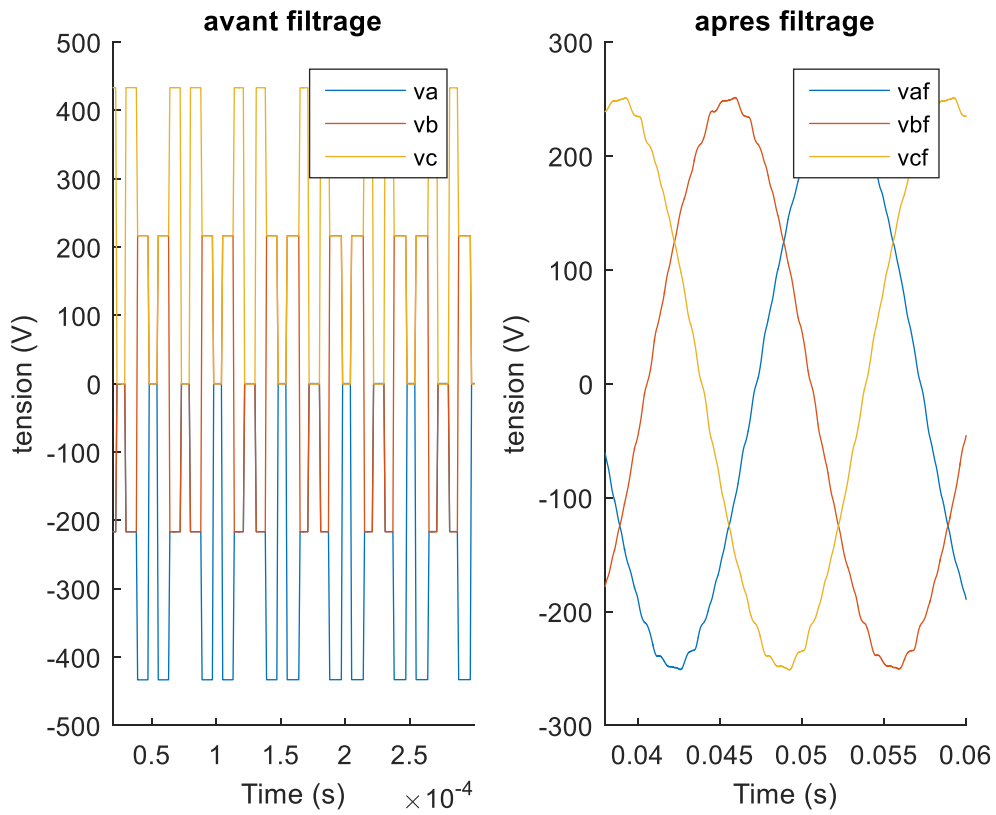 avant filtrage
500
400
300
200
100
0
-100
-200
-300
-400
-500
tension (V)
0.5
1
1.5
2
2.5
Time (s)
×10-4
va
vb
vc
apres filtrage
300
200
100
0
-100
-200
-300
tension (V)
0.04
0.045
0.05
0.055
0.06
Time (s)
vaf
vbf
vcf